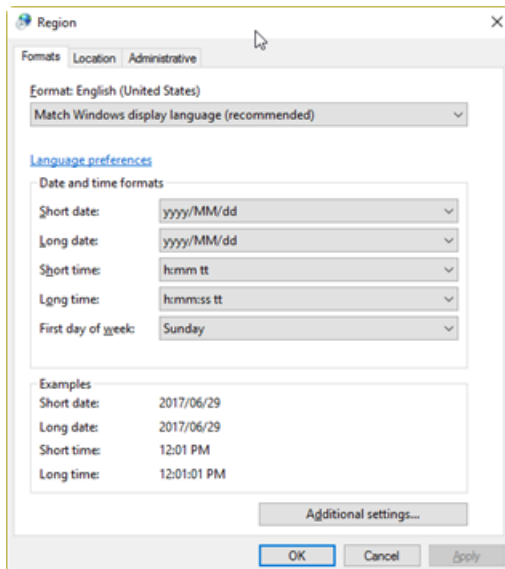 Region
Formats Location Administrative
Format: English (United States)
Match Windows display language (recommended)
Language preferences
Date and time formats
Short date: yyyy/MM/dd
Long date: yyyy/MM/dd
Short time: h:mm tt
Long time: h:mm:ss tt
First day of week: Sunday
Examples
Short date: 2017/06/29
Long date: 2017/06/29
Short time: 12:01 PM
Long time: 12:01:01 PM
Additional settings...
OK Cancel Apply